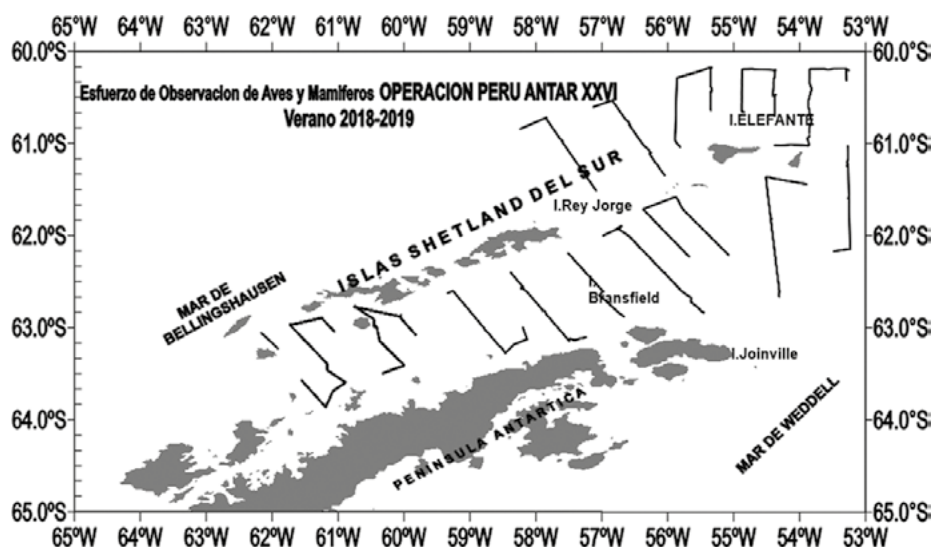 65°W 64°W 63°W 62°W 61°W 60°W 59°W 58°W 57°W 56°W 55°W 54°W 53°W
60.0°S 60.0°S
Esfuerzo de Observacion de Aves y Mamiferos OPERACION PERU ANTAR XXVI
Verano 2018-2019
I.ELEFANTE
61.0°S 61.0°S
ISLAS SHETLAND DEL SUR
I.Rey Jorge
62.0°S 62.0°S
MAR DE
BELLINGSHAUSEN
I.
Bransfield
63.0°S 63.0°S
I.Joinville
64.0°S 64.0°S
PENINSULA ANTARTICA
MAR DE WEDDELL
65.0°S 65.0°S
65°W 64°W 63°W 62°W 61°W 60°W 59°W 58°W 57°W 56°W 55°W 54°W 53°W